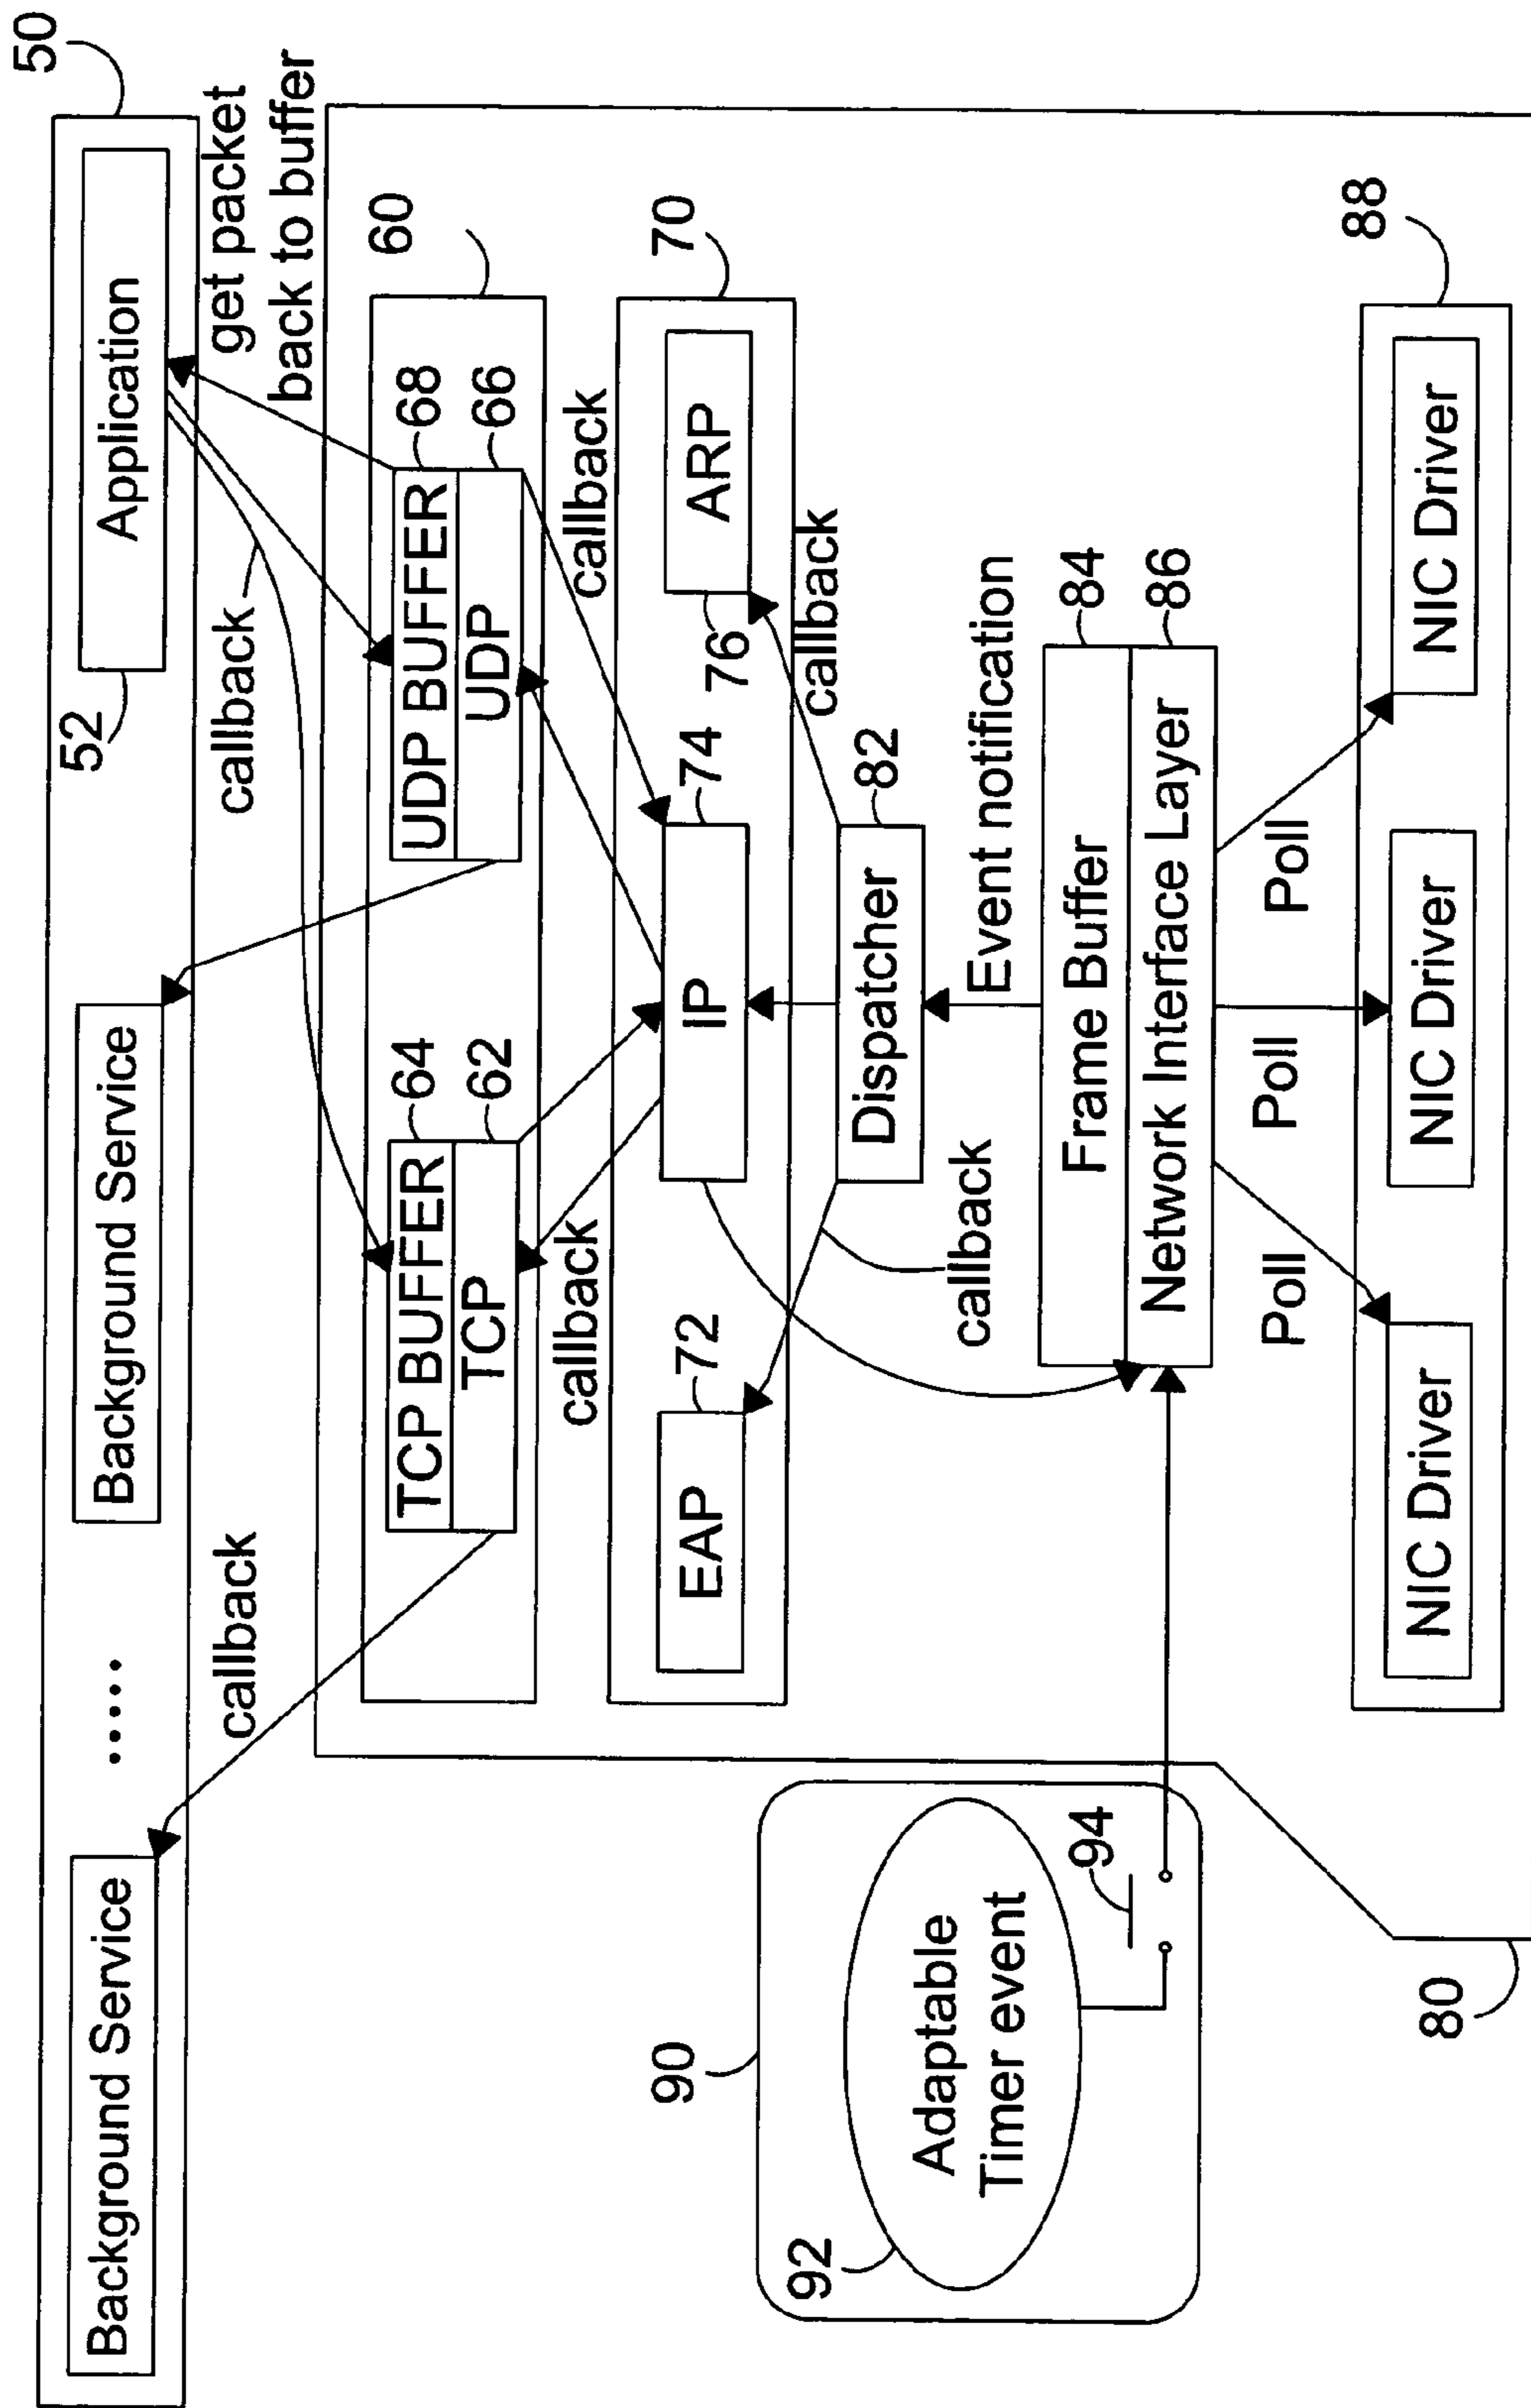 50
Background Service
.....
Background Service
Application
52
callback
callback
get packet
back to buffer
60
TCP BUFFER
64
TCP
62
UDP BUFFER
68
UDP
66
callback
callback
70
EAP
72
IP
74
ARP
76
callback
callback
Dispatcher
82
Event notification
Frame Buffer
84
Network Interface Layer
86
Poll
Poll
Poll
88
NIC Driver
NIC Driver
NIC Driver
90
92
Adaptable
Timer event
94
80